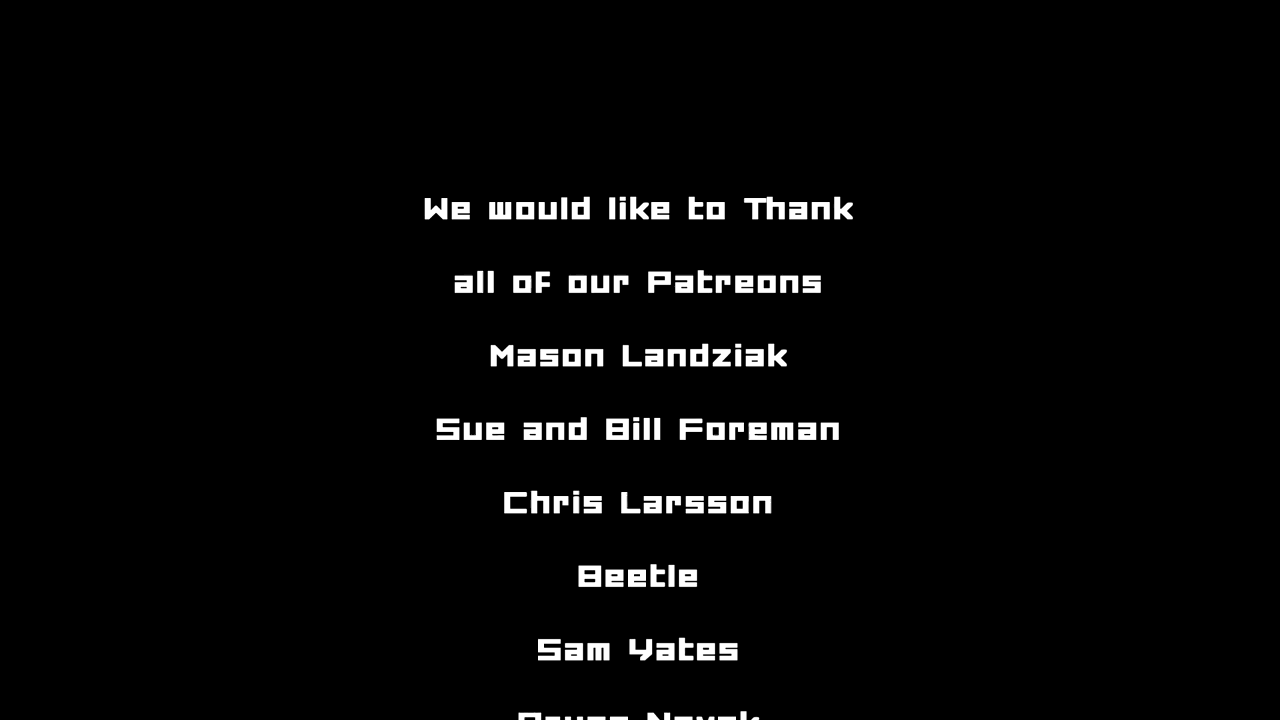 We would like to Thank
all of our Patreons
Mason Landziak
Sue and Bill Foreman
Chris Larsson
Beetle
Sam Yates